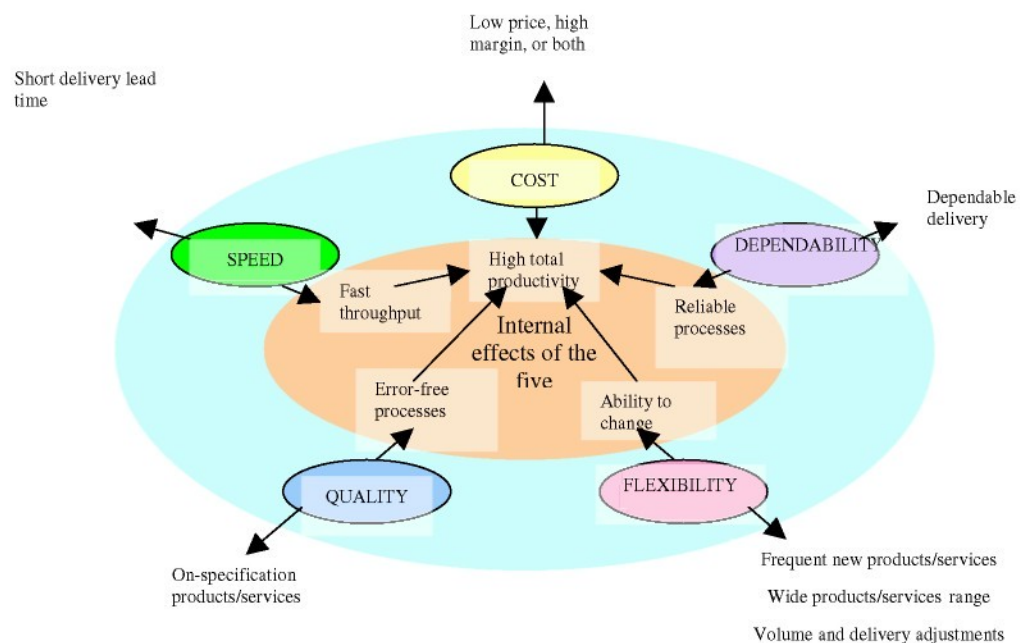 Low price, high
margin, or both
Short delivery lead
time
COST
Dependable
delivery
SPEED
DEPENDABILITY
High total
productivity
Fast
throughput
Reliable
processes
Internal
effects of the
five
Error-free
processes
Ability to
change
QUALITY
FLEXIBILITY
On-specification
products/services
Frequent new products/services
Wide products/services range
Volume and delivery adjustments